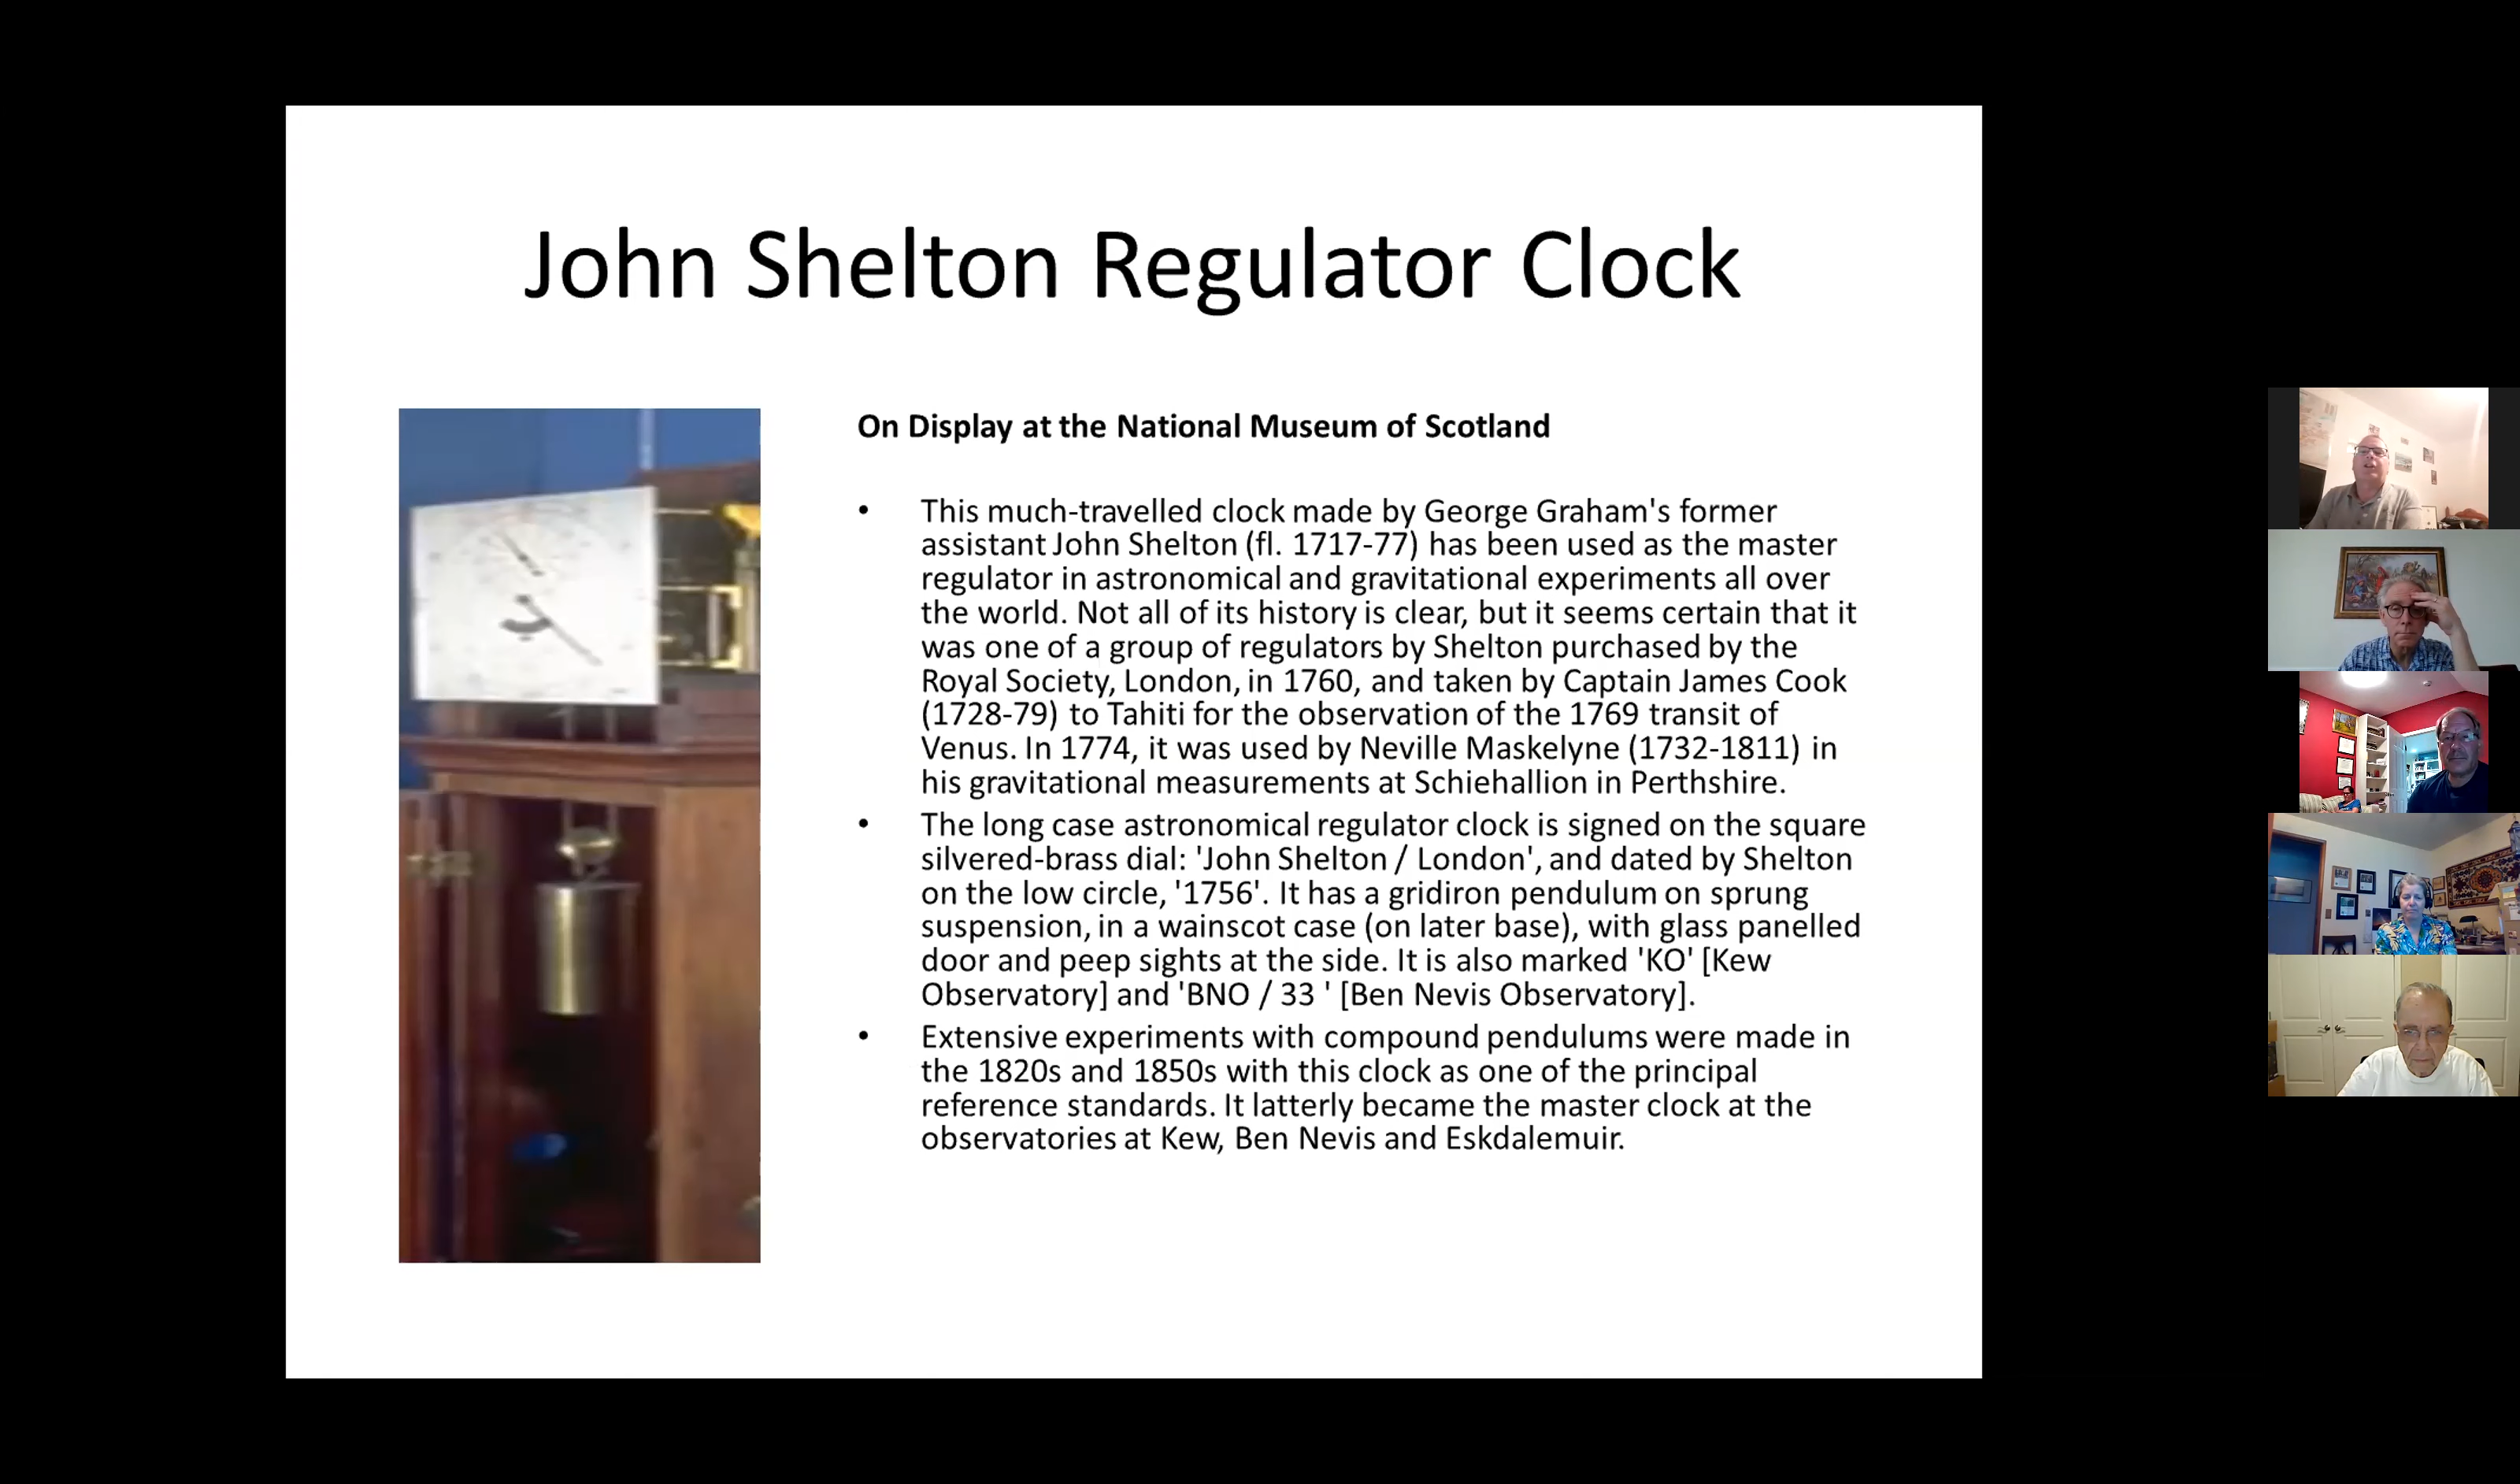 John Shelton Regulator Clock
On Display at the National Museum of Scotland
• This much-travelled clock made by George Graham's former
assistant John Shelton (fl. 1717-77) has been used as the master
regulator in astronomical and gravitational experiments all over
the world. Not all of its history is clear, but it seems certain that it
was one of a group of regulators by Shelton purchased by the
Royal Society, London, in 1760, and taken by Captain James Cook
(1728-79) to Tahiti for the observation of the 1769 transit of
Venus. In 1774, it was used by Neville Maskelyne (1732-1811) in
his gravitational measurements at Schiehallion in Perthshire.
• The long case astronomical regulator clock is signed on the square
silvered-brass dial: 'John Shelton / London', and dated by Shelton
on the low circle, '1756'. It has a gridiron pendulum on sprung
suspension, in a wainscot case (on later base), with glass panelled
door and peep sights at the side. It is also marked 'KO' [Kew
Observatory] and 'BNO / 33 ' [Ben Nevis Observatory].
• Extensive experiments with compound pendulums were made in
the 1820s and 1850s with this clock as one of the principal
reference standards. It latterly became the master clock at the
observatories at Kew, Ben Nevis and Eskdalemuir.